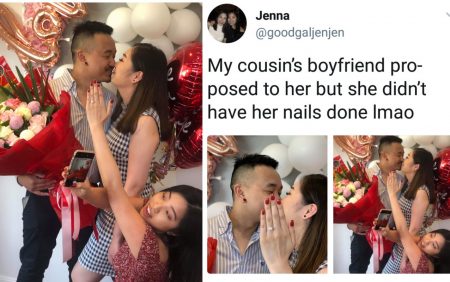 Jenna
@goodgaljenjen
My cousin's boyfriend pro-
posed to her but she didn't
have her nails done lmao